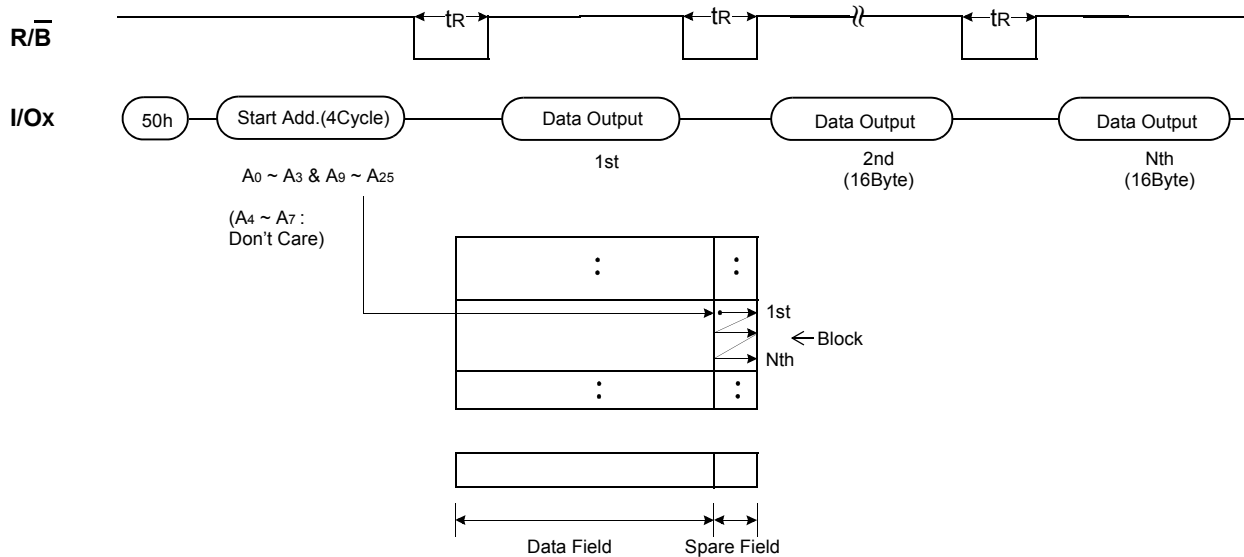 tR tR tR
R/B
I/Ox 50h Start Add.(4Cycle) Data Output Data Output Data Output
1st 2nd Nth
(16Byte) (16Byte)
A0 ~ A3 & A9 ~ A25
(A4 ~ A7 :
Don't Care)
1st
Block
Nth
Data Field Spare Field